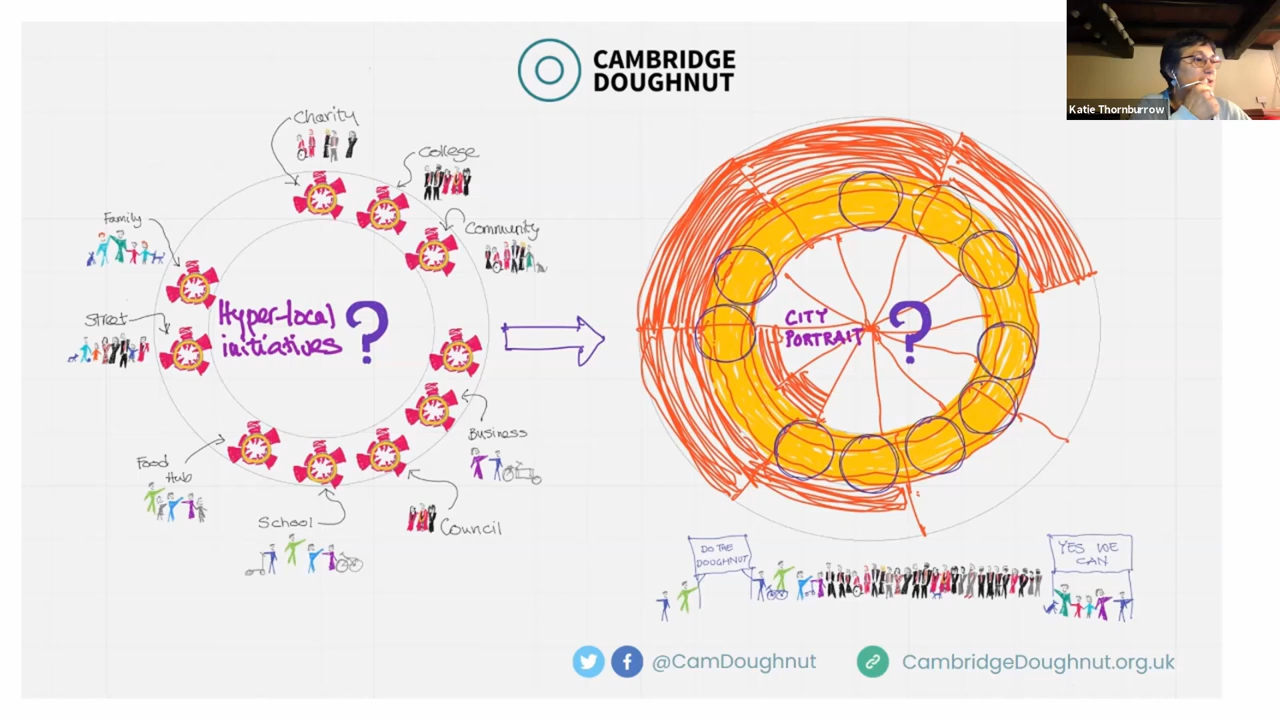 CAMBRIDGE
DOUGHNUT
Katie Thornburrow
Charity
College
Community
Family
Street
Hyper-local
initiatives ?
Business
Food
Hub
School
Council
CITY
PORTRAIT ?
DO THE
DOUGHNUT
YES WE
CAN
@CamDoughnut
CambridgeDoughnut.org.uk